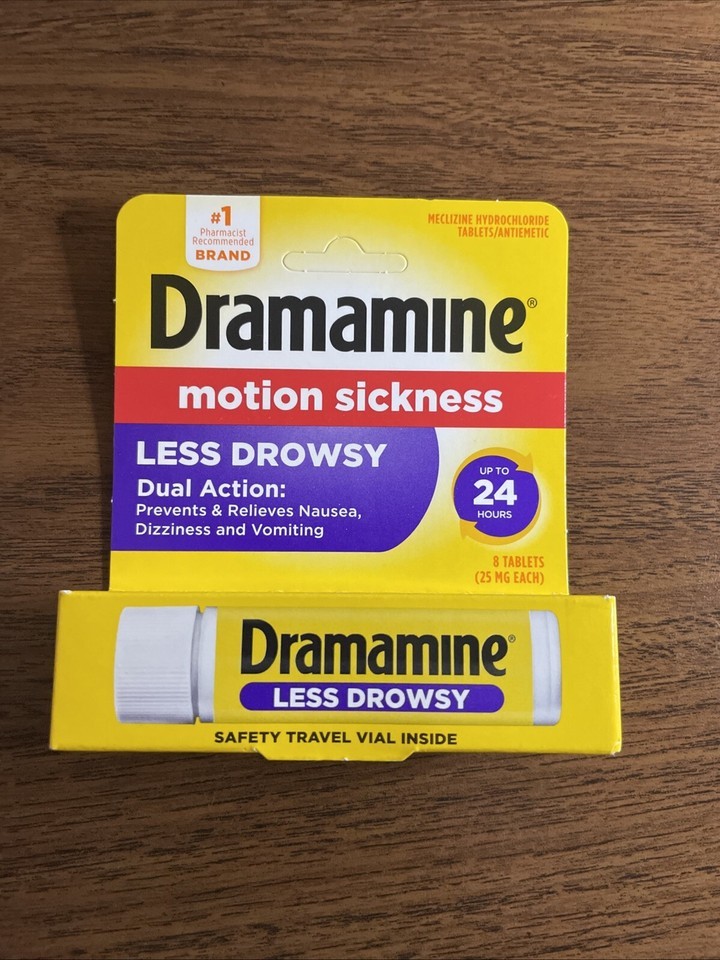 #1
Pharmacist
Recommended
BRAND
MECLIZINE HYDROCHLORIDE
TABLETS/ANTIEMETIC
Dramamine®
motion sickness
LESS DROWSY
Dual Action:
Prevents & Relieves Nausea,
Dizziness and Vomiting
UP TO
24
HOURS
8 TABLETS
(25 MG EACH)
Dramamine®
LESS DROWSY
SAFETY TRAVEL VIAL INSIDE